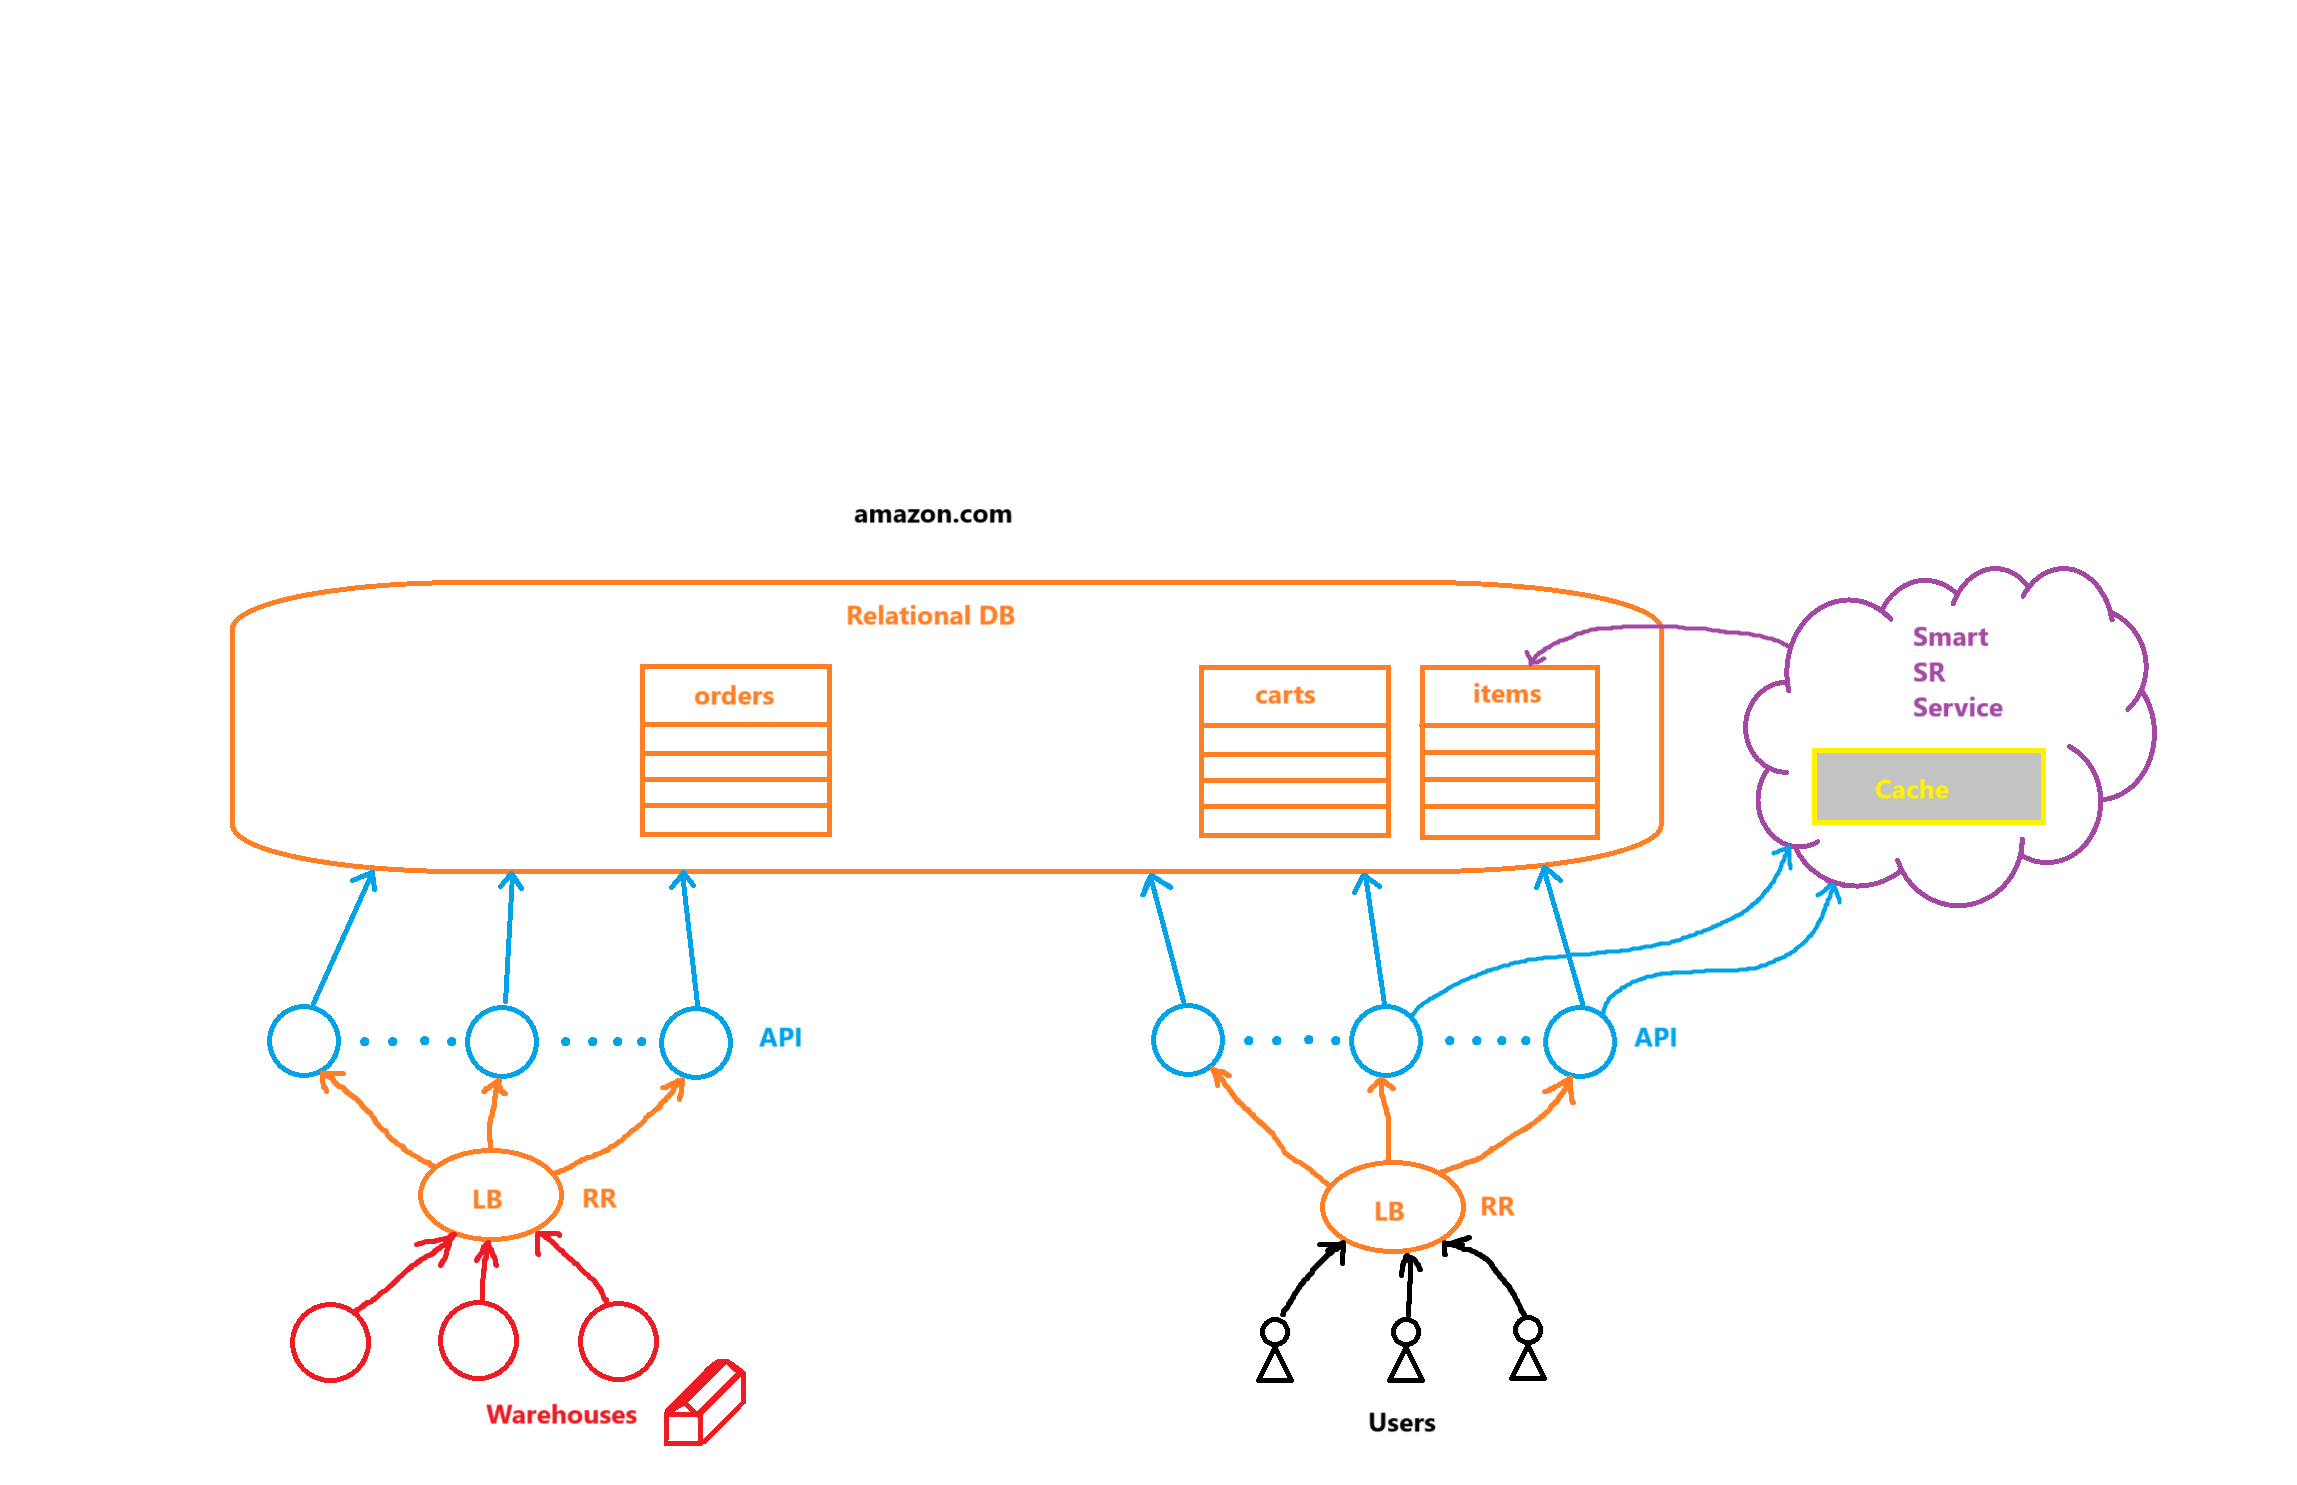 amazon.com
Relational DB
orders
carts
items
Smart
SR
Service
Cache
API
API
LB
RR
LB
RR
Warehouses
Users